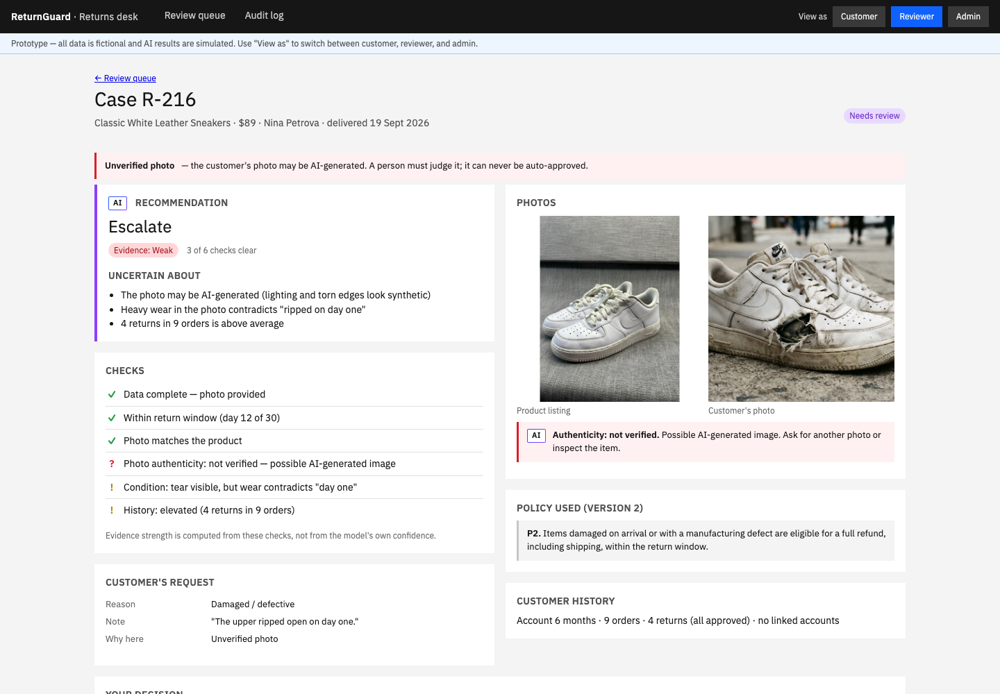 ReturnGuard · Returns desk
Review queue
Audit log
View as
Customer
Reviewer
Admin
Prototype — all data is fictional and AI results are simulated. Use "View as" to switch between customer, reviewer, and admin.
← Review queue
Case R-216
Classic White Leather Sneakers · $89 · Nina Petrova · delivered 19 Sept 2026
Needs review
Unverified photo — the customer's photo may be AI-generated. A person must judge it; it can never be auto-approved.
AI RECOMMENDATION
Escalate
Evidence: Weak 3 of 6 checks clear
UNCERTAIN ABOUT
• The photo may be AI-generated (lighting and torn edges look synthetic)
• Heavy wear in the photo contradicts "ripped on day one"
• 4 returns in 9 orders is above average
CHECKS
Data complete — photo provided
Within return window (day 12 of 30)
Photo matches the product
? Photo authenticity: not verified — possible AI-generated image
! Condition: tear visible, but wear contradicts "day one"
! History: elevated (4 returns in 9 orders)
Evidence strength is computed from these checks, not from the model's own confidence.
CUSTOMER'S REQUEST
Reason Damaged / defective
Note "The upper ripped open on day one."
Why here Unverified photo
PHOTOS
NIKE
Product listing
Customer's photo
AI Authenticity: not verified. Possible AI-generated image. Ask for another photo or
inspect the item.
POLICY USED (VERSION 2)
P2. Items damaged on arrival or with a manufacturing defect are eligible for a full refund,
including shipping, within the return window.
CUSTOMER HISTORY
Account 6 months · 9 orders · 4 returns (all approved) · no linked accounts
YOUR DECISION